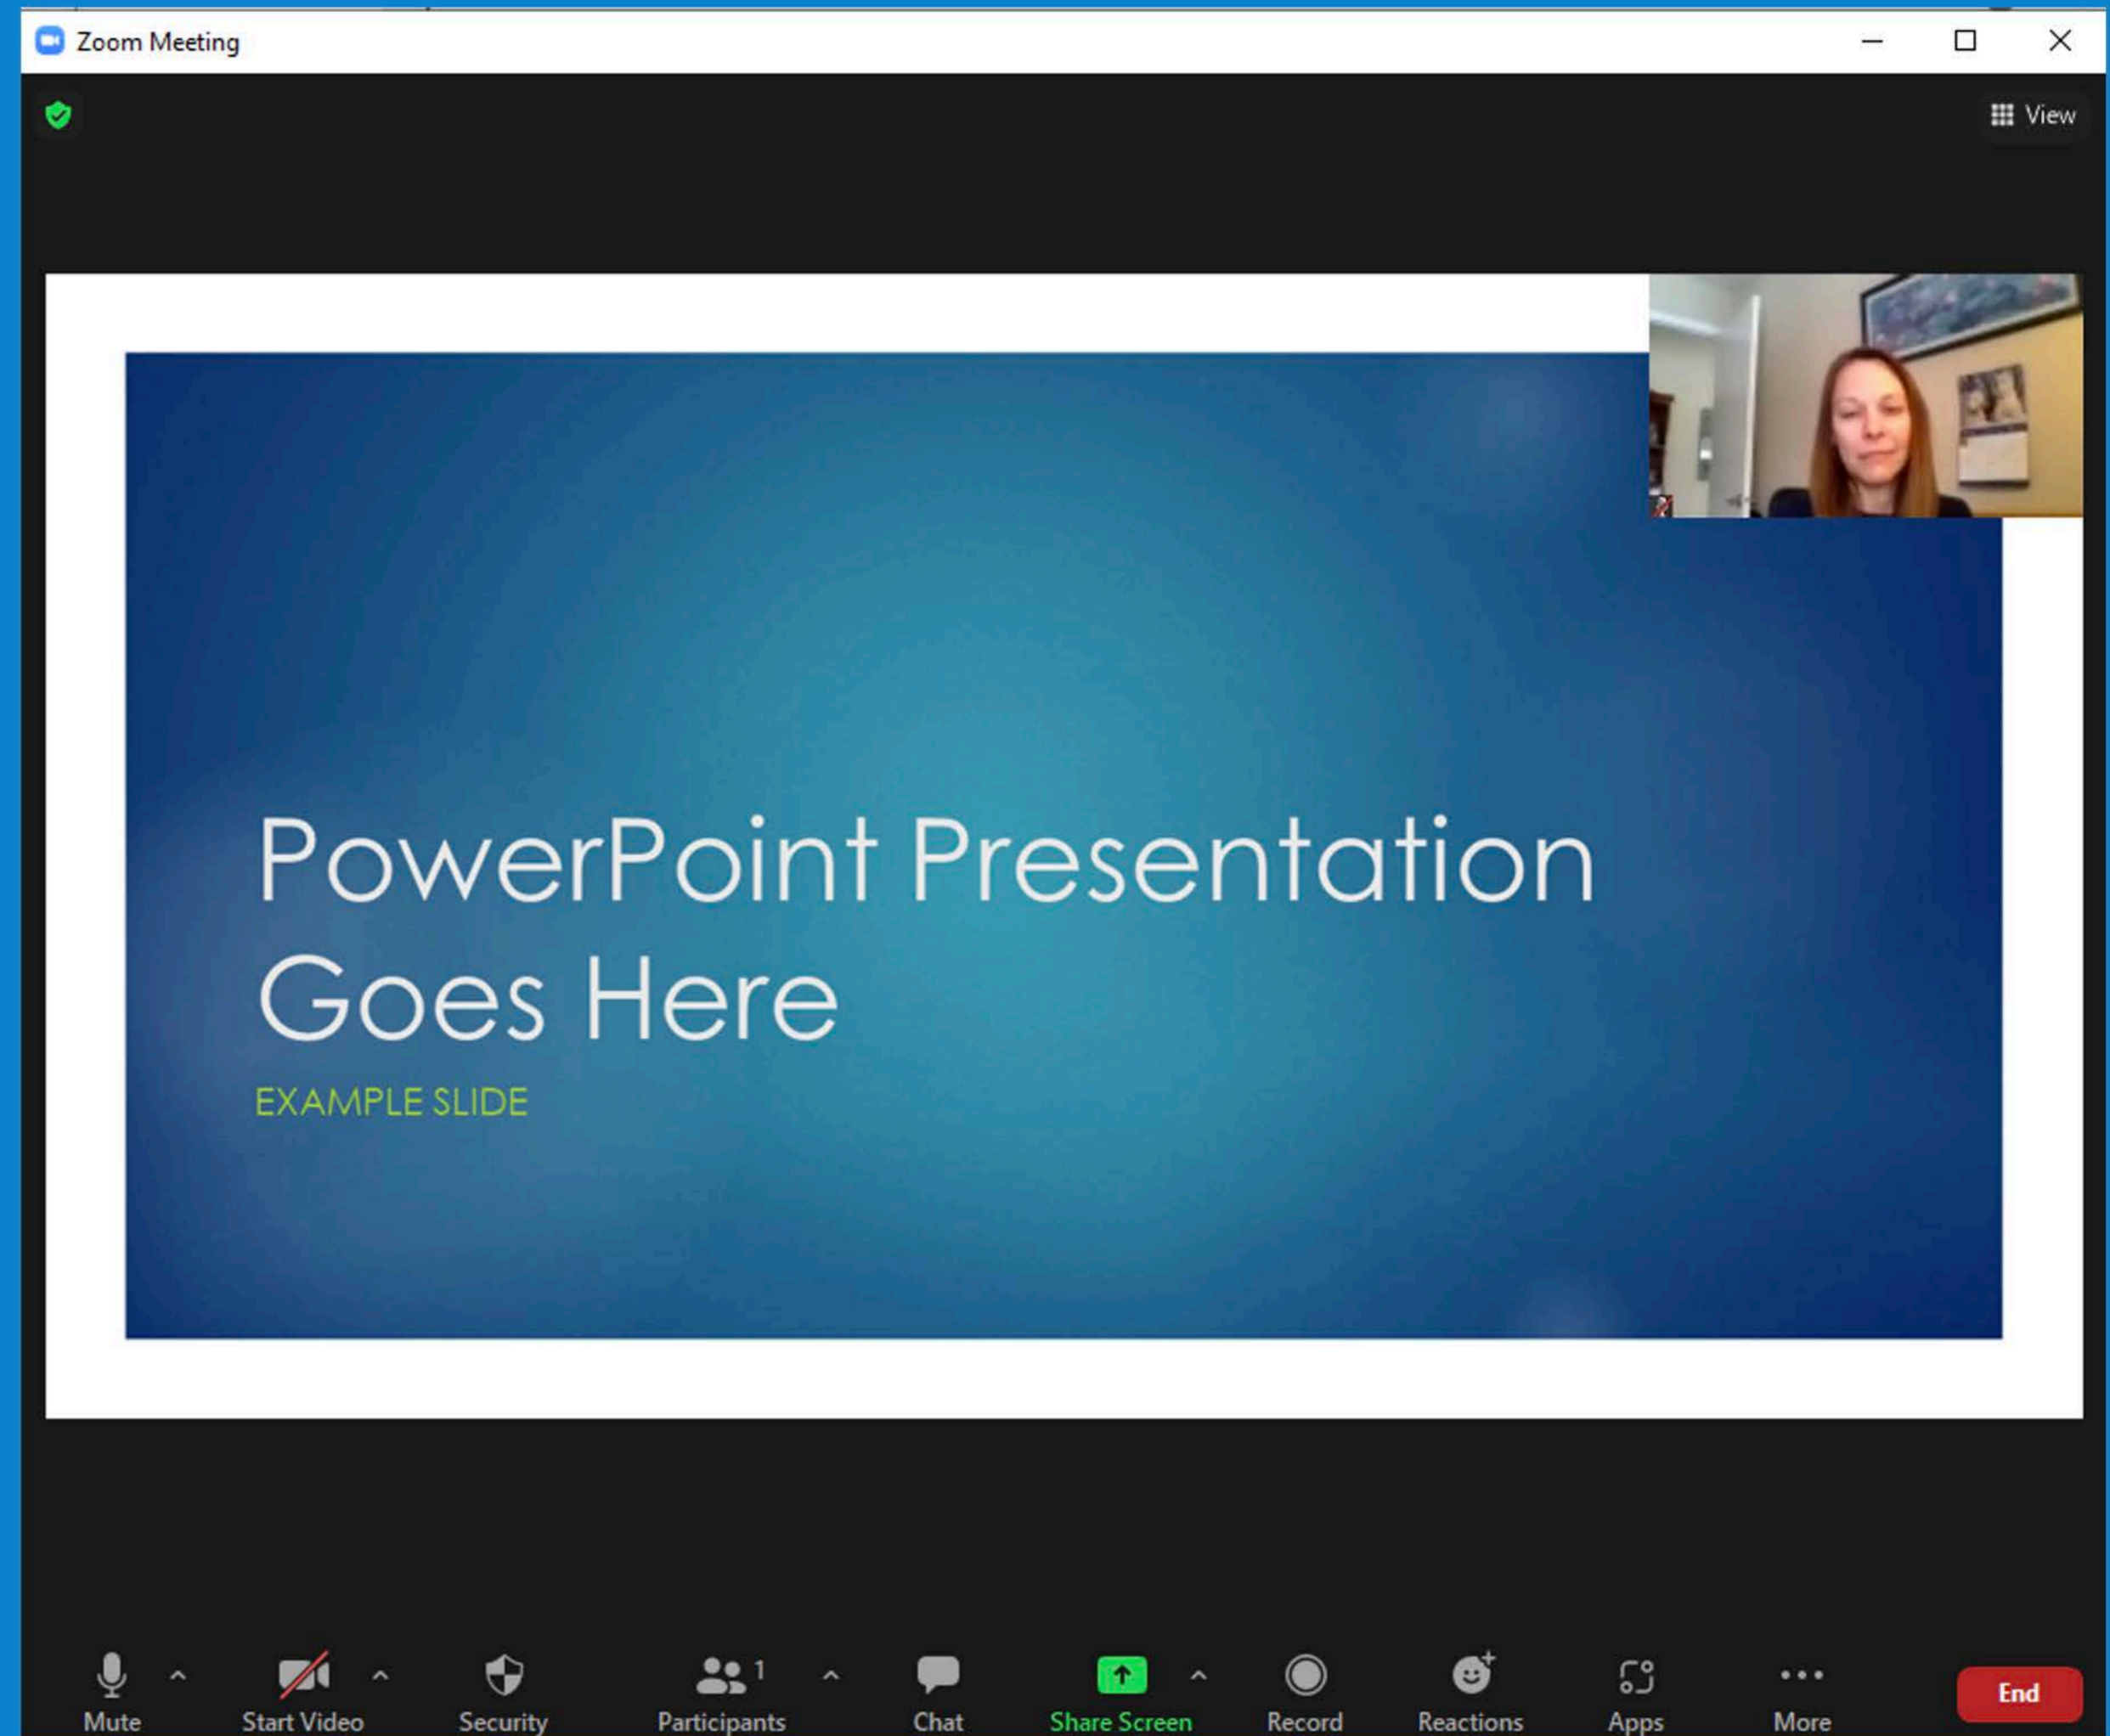 Zoom Meeting
View
PowerPoint Presentation
Goes Here
EXAMPLE SLIDE
Mute
Start Video
Security
1
Participants
Chat
Share Screen
Record
Reactions
Apps
More
End